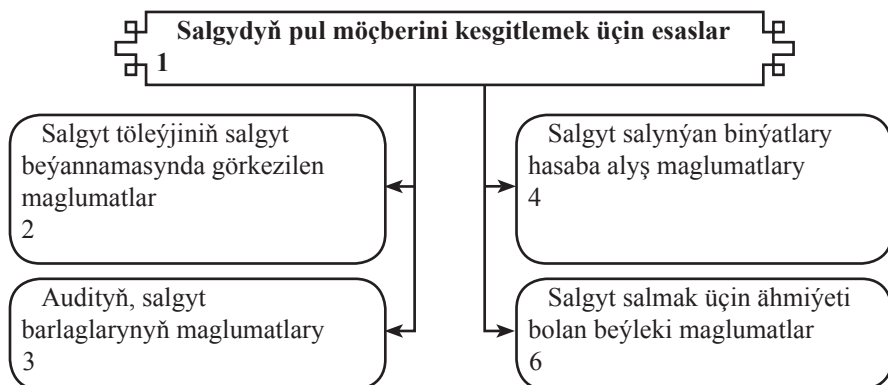 Salgydyň pul möçberini kesgitlemek üçin esaslar
1
Salgyt töleýjiniň salgyt
beýannamasynda görkezilen
maglumatlar
2
Audityň, salgyt
barlaglarynyň maglumatlary
3
Salgyt salynýan binýatlary
hasaba alyş maglumatlary
4
Salgyt salmak üçin ähmiýeti
bolan beýleki maglumatlar
6